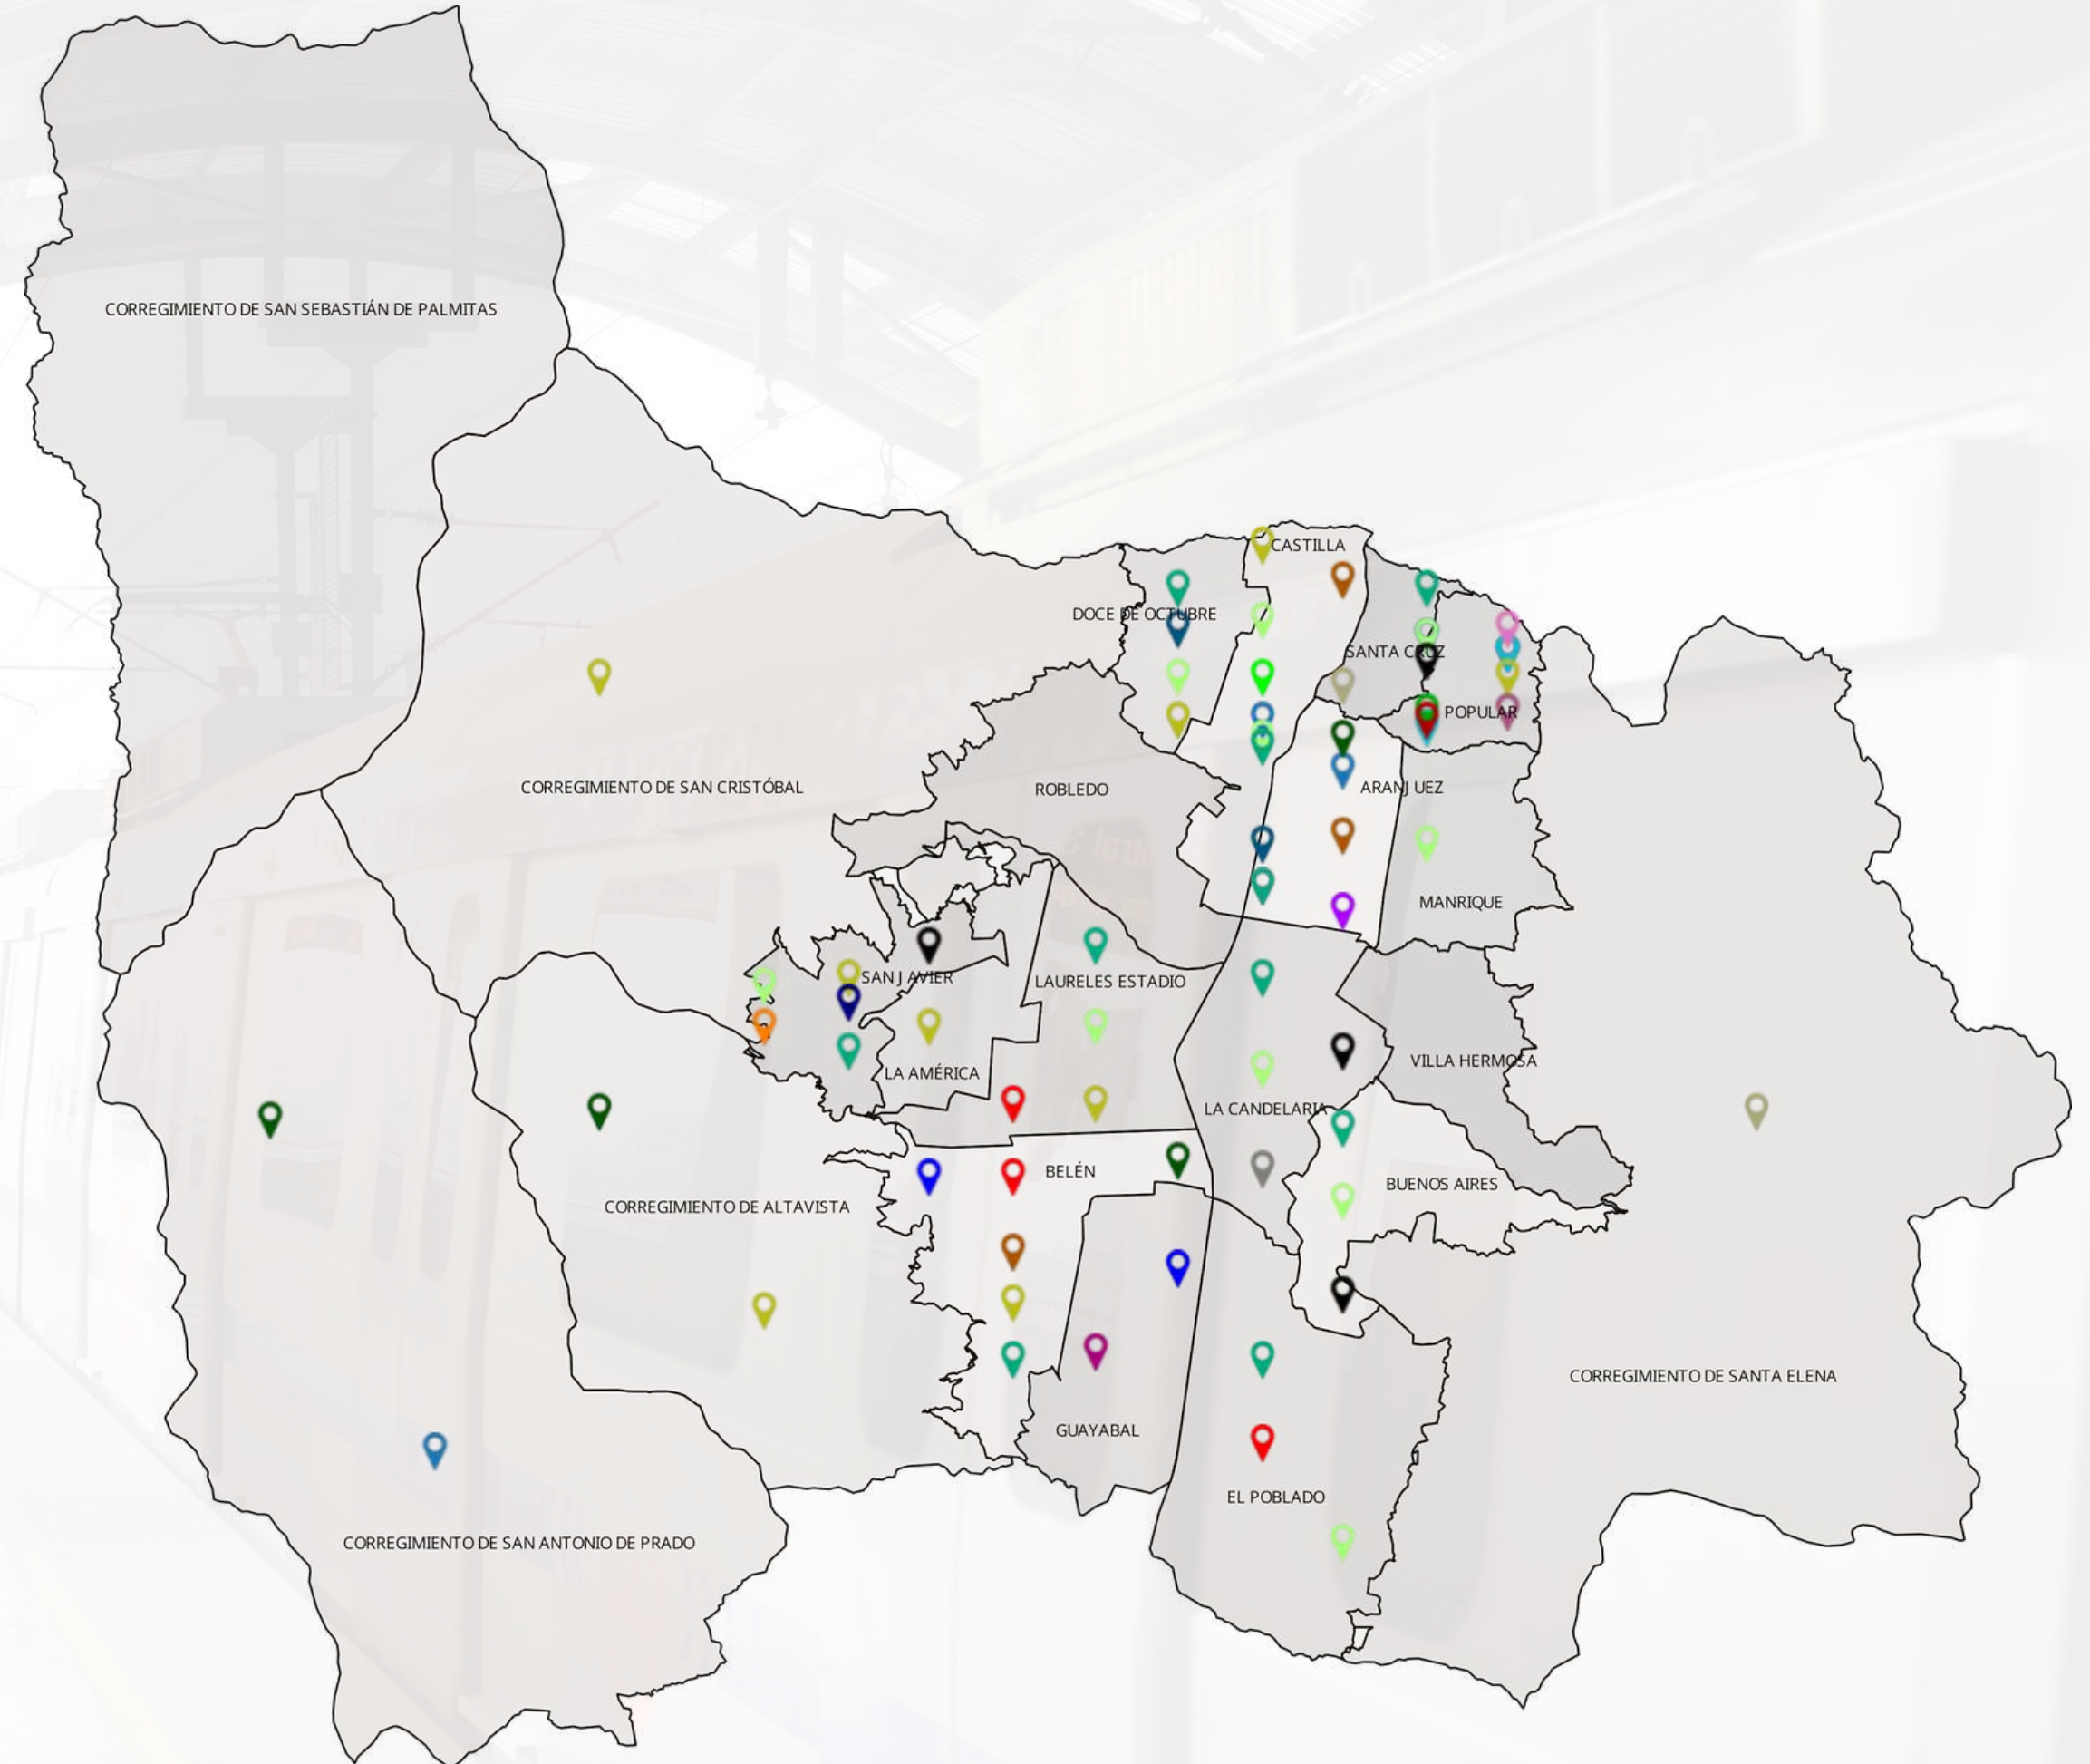 CORREGIMIENTO DE SAN SEBASTIÁN DE PALMITAS
CASTILLA
DOCE DE OCTUBRE
SANTA CRUZ
POPULAR
CORREGIMIENTO DE SAN CRISTÓBAL
ROBLEDO
ARANJUEZ
MANRIQUE
SAN JAVIER
LAURELES ESTADIO
VILLA HERMOSA
LA AMÉRICA
LA CANDELARIA
BELÉN
BUENOS AIRES
CORREGIMIENTO DE ALTAVISTA
CORREGIMIENTO DE SANTA ELENA
GUAYABAL
EL POBLADO
CORREGIMIENTO DE SAN ANTONIO DE PRADO